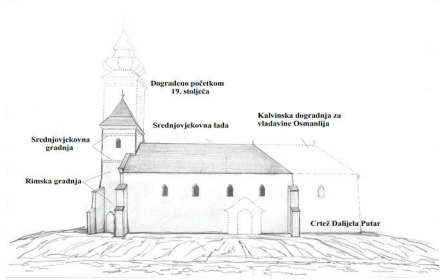 Dograđeno početkom
19. stoljeća
Srednjovjekovna lađa
Kalvinska dogradnja za
vladavine Osmanlija
Srednjovjekovna
gradnja
Rimska gradnja
Crtež Dalijela Putar